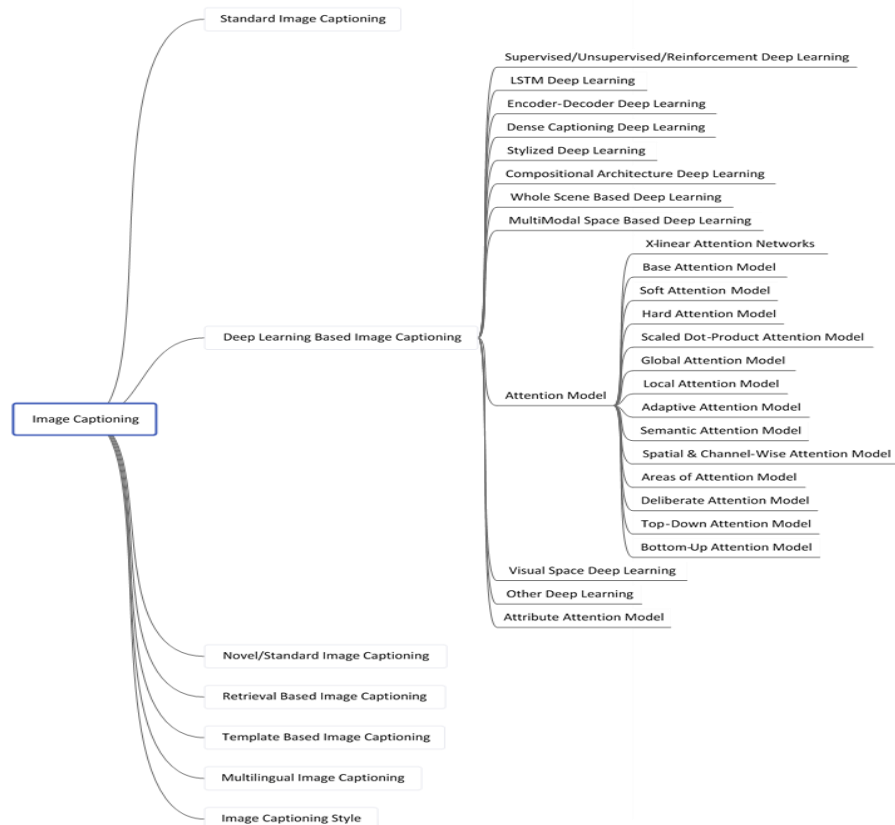 Standard Image Captioning
Supervised/Unsupervised/Reinforcement Deep Learning
LSTM Deep Learning
Encoder-Decoder Deep Learning
Dense Captioning Deep Learning
Stylized Deep Learning
Compositional Architecture Deep Learning
Whole Scene Based Deep Learning
MultiModal Space Based Deep Learning
X-linear Attention Networks
Base Attention Model
Soft Attention Model
Hard Attention Model
Deep Learning Based Image Captioning
Scaled Dot-Product Attention Model
Global Attention Model
Local Attention Model
Attention Model
Adaptive Attention Model
Image Captioning
Semantic Attention Model
Spatial & Channel-Wise Attention Model
Areas of Attention Model
Deliberate Attention Model
Top-Down Attention Model
Bottom-Up Attention Model
Visual Space Deep Learning
Other Deep Learning
Attribute Attention Model
Novel/Standard Image Captioning
Retrieval Based Image Captioning
Template Based Image Captioning
Multilingual Image Captioning
Image Captioning Style